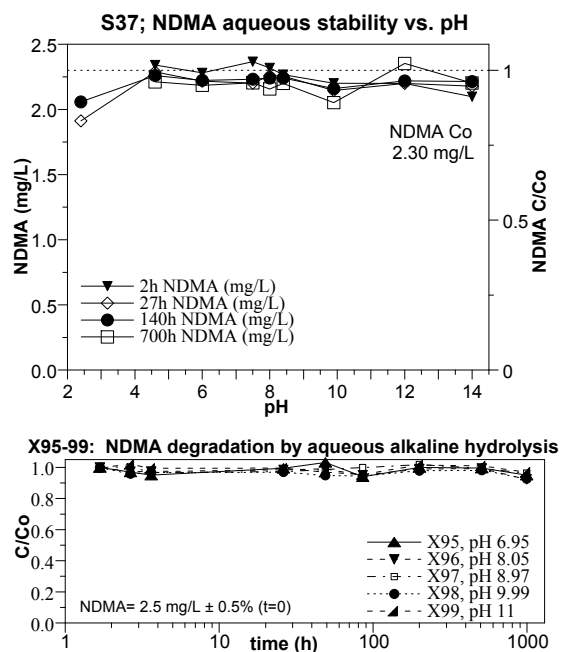 S37; NDMA aqueous stability vs. pH
2.5
2.0
1.5
1.0
0.5
0.0
NDMA (mg/L)
1
0.5
0
NDMA C/Co
NDMA Co
2.30 mg/L
2h NDMA (mg/L)
27h NDMA (mg/L)
140h NDMA (mg/L)
700h NDMA (mg/L)
2 4 6 8 10 12 14
pH
X95-99: NDMA degradation by aqueous alkaline hydrolysis
1.0
0.8
0.6
0.4
0.2
0.0
C/Co
X95, pH 6.95
X96, pH 8.05
X97, pH 8.97
X98, pH 9.99
X99, pH 11
NDMA= 2.5 mg/L ± 0.5% (t=0)
1 10 100 1000
time (h)